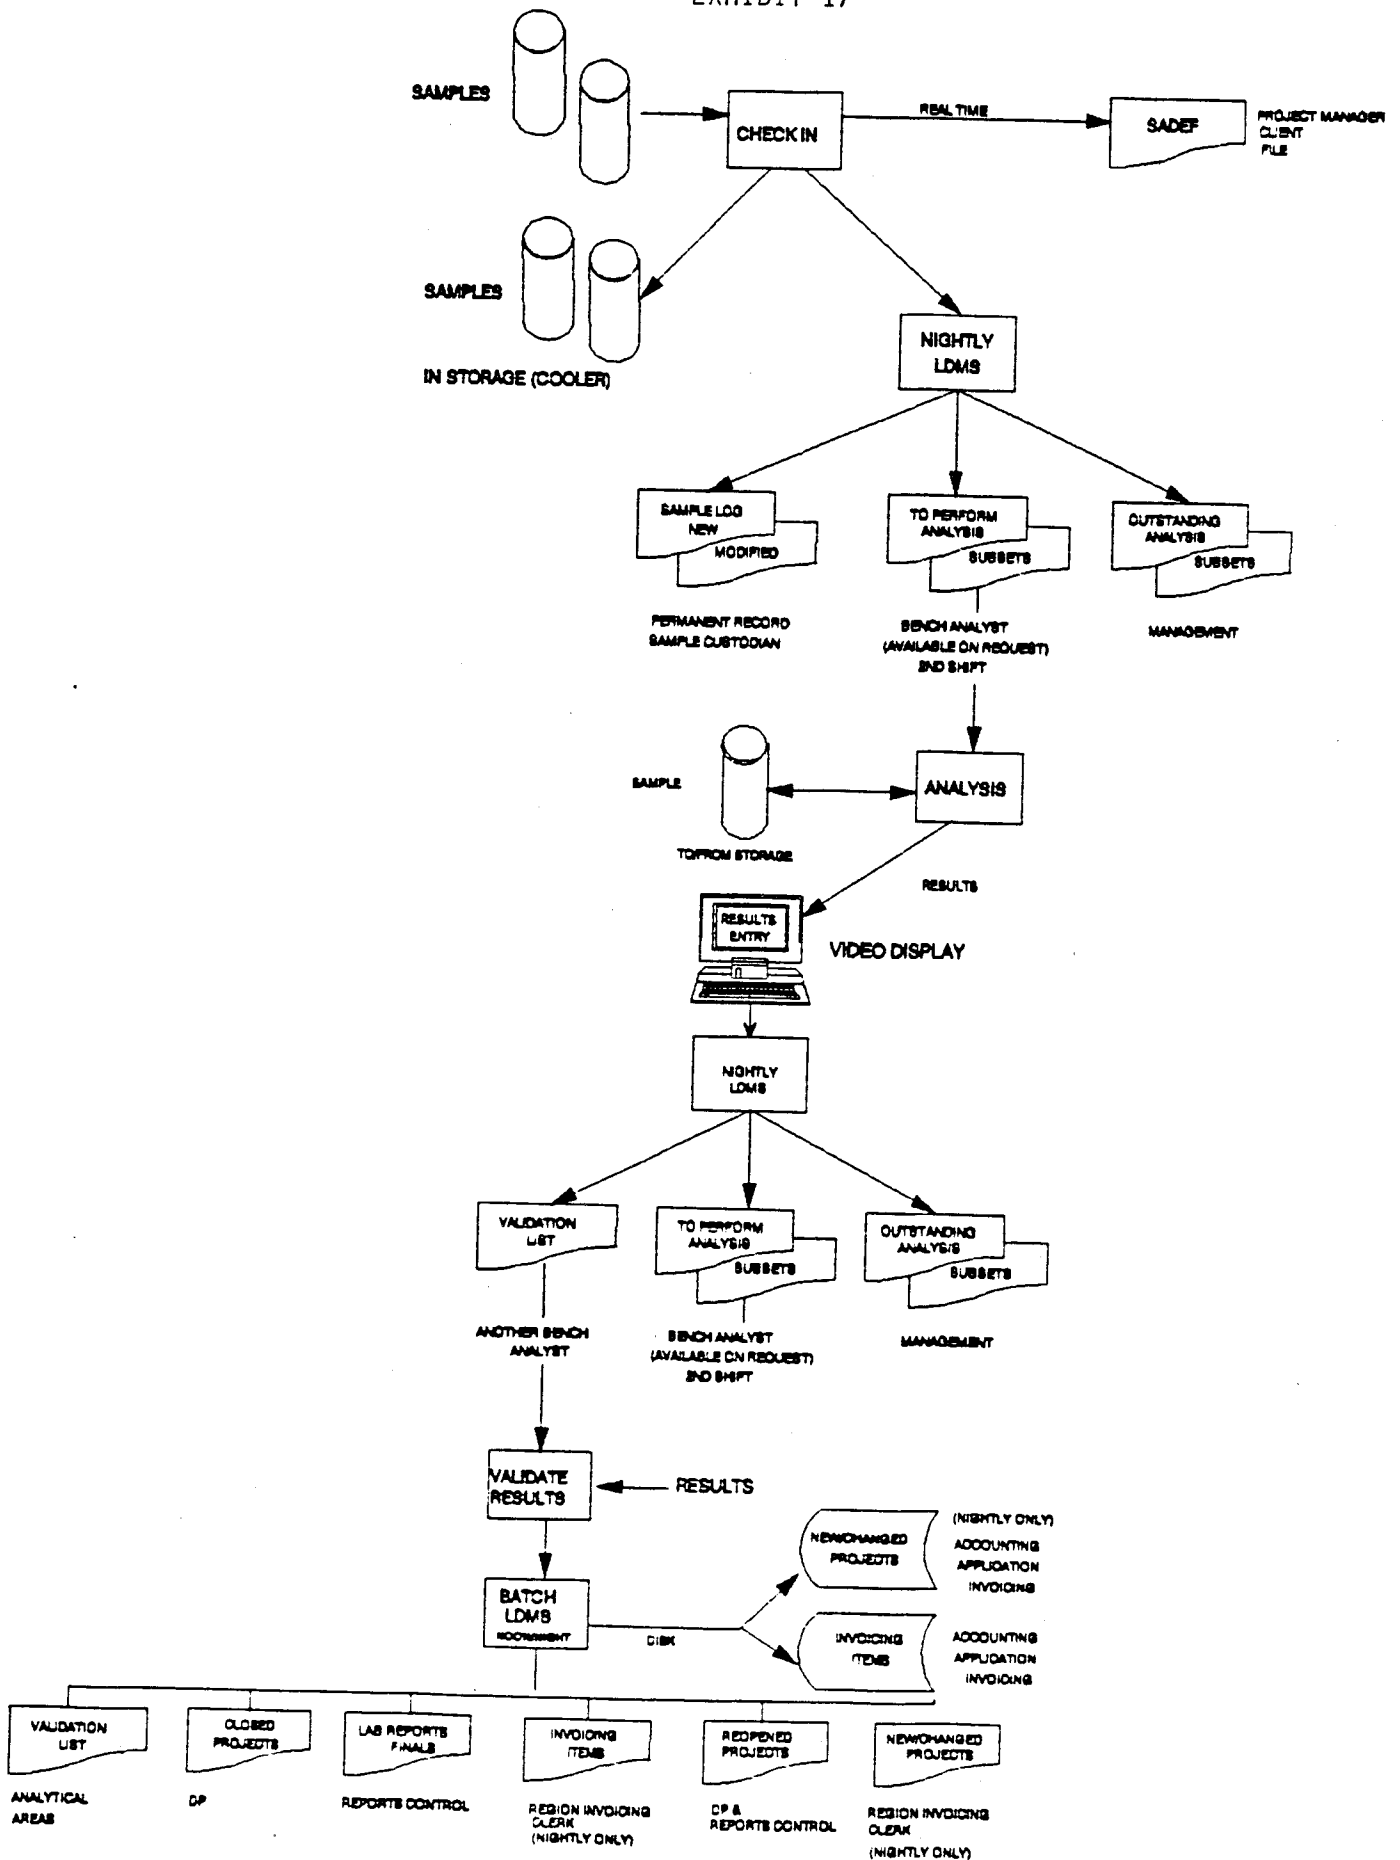 EXHIBIT 17
SAMPLES
CHECK IN
REAL TIME
SADEF
PROJECT MANAGER
CLIENT
FILE
SAMPLES
IN STORAGE (COOLER)
NIGHTLY
LDMS
SAMPLE LOG
NEW
MODIFIED
TO PERFORM
ANALYSIS
SUBSETS
OUTSTANDING
ANALYSIS
SUBSETS
PERMANENT RECORD
SAMPLE CUSTODIAN
BENCH ANALYST
(AVAILABLE ON REQUEST)
2ND SHIFT
MANAGEMENT
SAMPLE
ANALYSIS
TO/FROM STORAGE
RESULTS
RESULTS
ENTRY
VIDEO DISPLAY
NIGHTLY
LDMS
VALIDATION
LIST
TO PERFORM
ANALYSIS
SUBSETS
OUTSTANDING
ANALYSIS
SUBSETS
ANOTHER BENCH
ANALYST
BENCH ANALYST
(AVAILABLE ON REQUEST)
2ND SHIFT
MANAGEMENT
VALIDATE
RESULTS
RESULTS
NEW/CHANGED
PROJECTS
(NIGHTLY ONLY)
ACCOUNTING
APPLICATION
INVOICING
BATCH
LDMS
NOON/NIGHT
DISK
INVOICING
ITEMS
ACCOUNTING
APPLICATION
INVOICING
VALIDATION
LIST
CLOSED
PROJECTS
LAB REPORTS
FINALS
INVOICING
ITEMS
REOPENED
PROJECTS
NEW/CHANGED
PROJECTS
ANALYTICAL
AREAS
DP
REPORTS CONTROL
REGION INVOICING
CLERK
(NIGHTLY ONLY)
DP &
REPORTS CONTROL
REGION INVOICING
CLERK
(NIGHTLY ONLY)